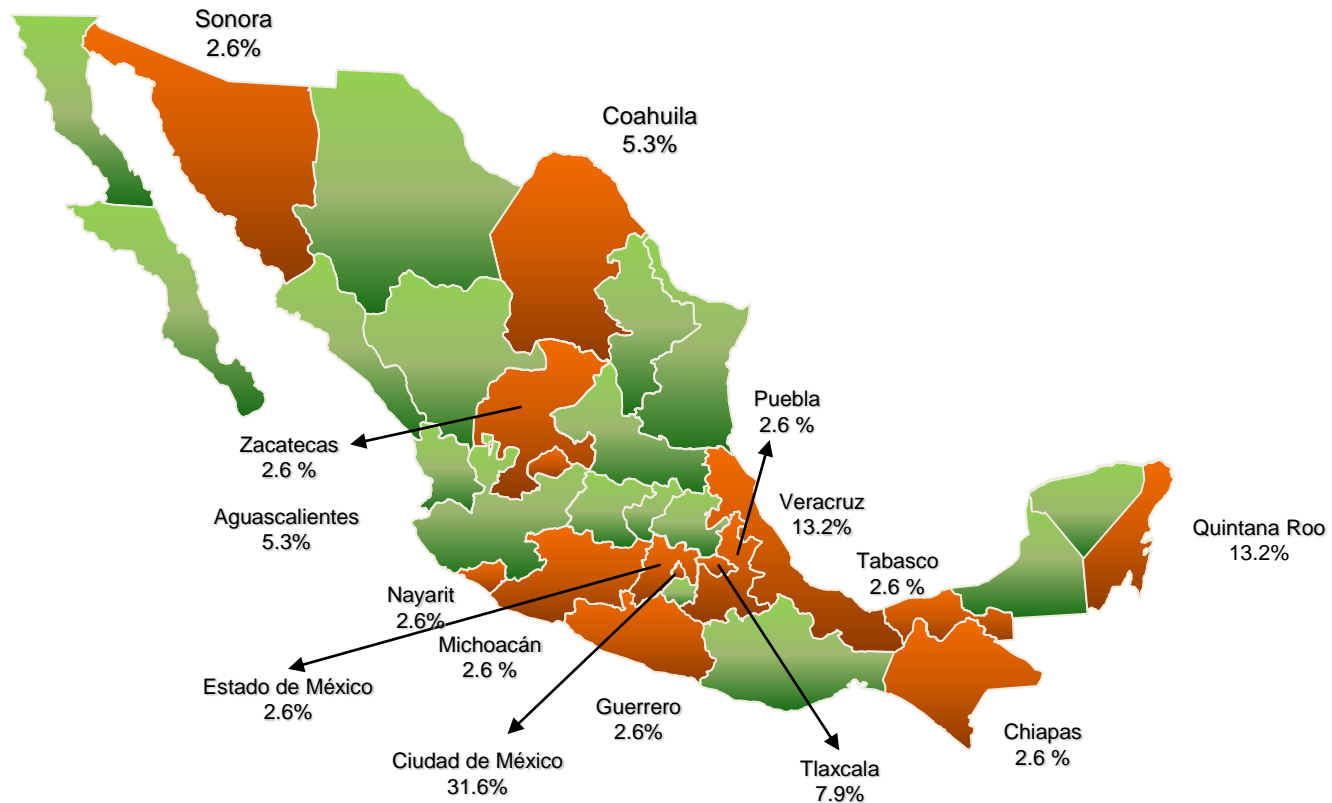 Sonora
2.6%
Coahuila
5.3%
Puebla
2.6 %
Zacatecas
2.6 %
Veracruz
13.2%
Aguascalientes
5.3%
Quintana Roo
13.2%
Tabasco
2.6 %
Nayarit
2.6%
Michoacán
2.6 %
Estado de México
2.6%
Guerrero
2.6%
Chiapas
2.6 %
Ciudad de México
31.6%
Tlaxcala
7.9%